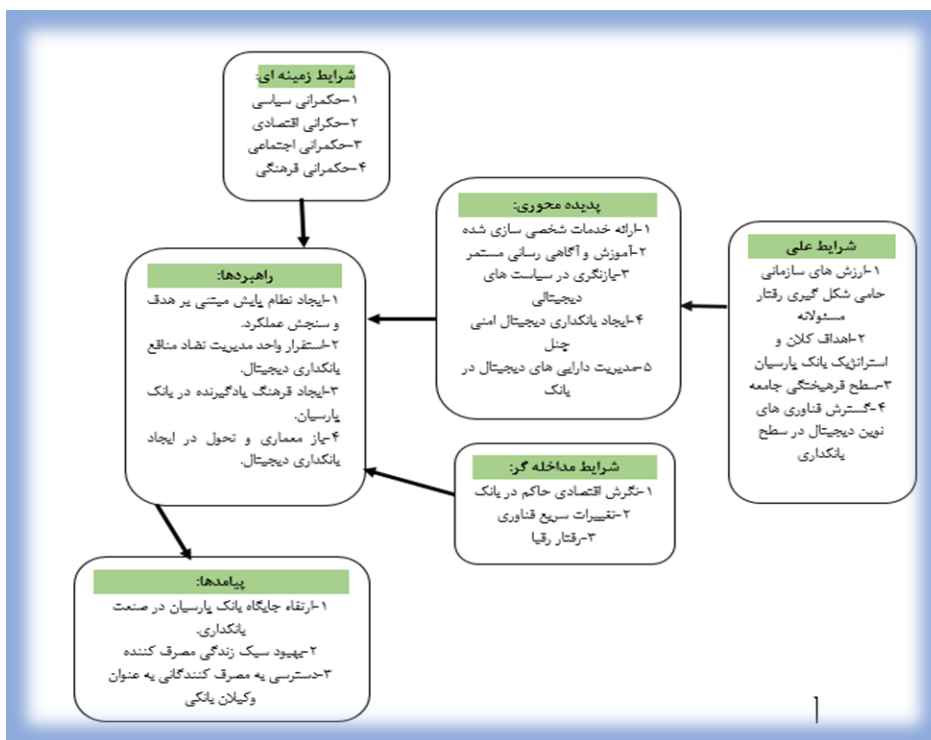 شرایط زمینه ای:
۱-حکمرانی سیاسی
۲-حکرانی اقتصادی
۳-حکمرانی اجتماعی
۴-حکمرانی فرهنگی
پدیده محوری:
۱-ارائه خدمات شخصی سازی شده
۲-آموزش و آگاهی رسانی مستمر
۳-بازنگری در سیاست های
دیجیتالی
۴-ایجاد بانکداری دیجیتال امنی
چنل
۵-مدیریت دارایی های دیجیتال در
بانک
شرایط علی
۱-ارزش های سازمانی
حامی شکل گیری رفتار
مسئولانه
۲-اهداف کلان و
استراتژیک بانک پارسیان
۳-سطح فرهیختگی جامعه
۴-گسترش فناوری های
نوین دیجیتال در سطح
بانکداری
راهبردها:
۱-ایجاد نظام پایش مبتنی بر هدف
و سنجش عملکرد.
۲-استقرار واحد مدیریت تضاد منافع
بانکداری دیجیتال.
۳-ایجاد فرهنگ یادگیرنده در بانک
پارسیان.
۴-باز معماری و تحول در ایجاد
بانکداری دیجیتال.
شرایط مداخله گر:
۱-نگرش اقتصادی حاکم در بانک
۲-تغییرات سریع فناوری
۳-رفتار رقبا
پیامدها:
۱-ارتقاء جایگاه بانک پارسیان در صنعت
بانکداری.
۲-بهبود سبک زندگی مصرف کننده
۳-دسترسی به مصرف کنندگانی به عنوان
وکیلان بانکی